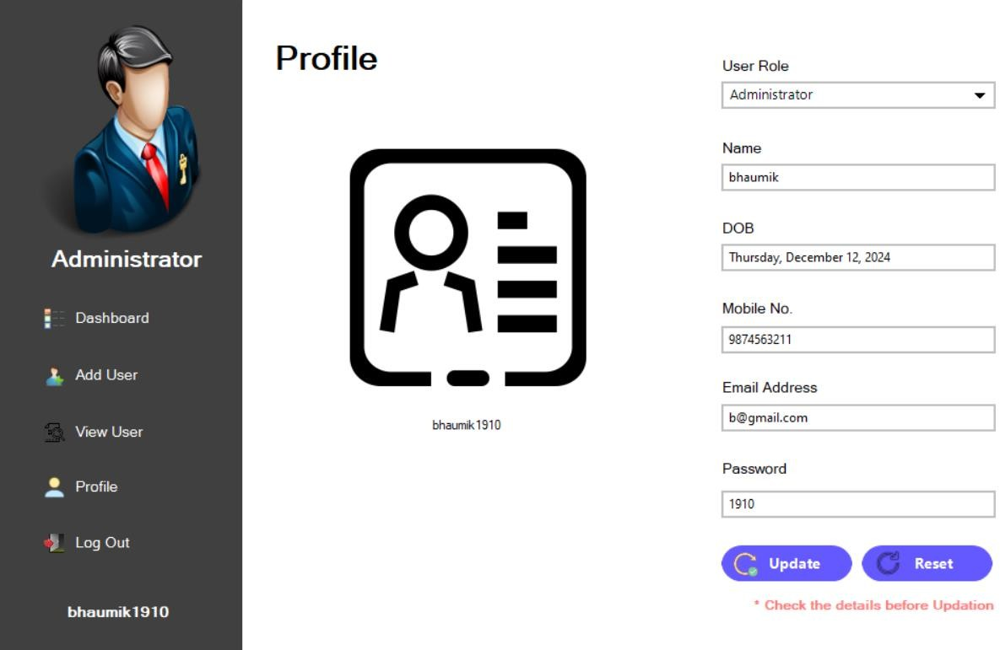 Administrator
Dashboard
Add User
View User
Profile
Log Out
bhaumik1910
Profile
bhaumik1910
User Role
Administrator
Name
bhaumik
DOB
Thursday, December 12, 2024
Mobile No.
9874563211
Email Address
b@gmail.com
Password
1910
Update
Reset
* Check the details before Updation